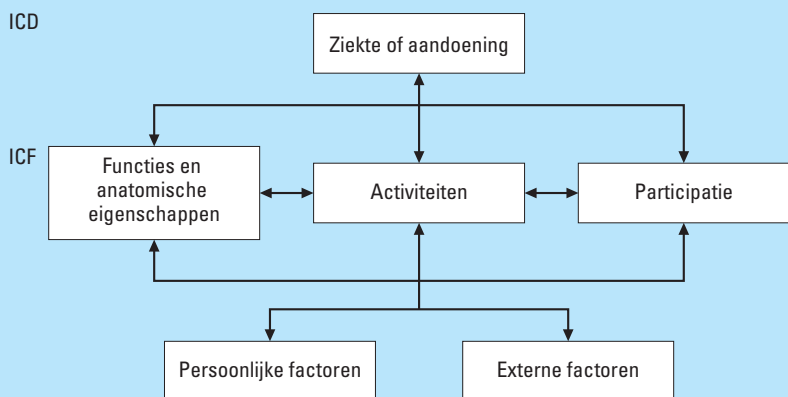 ICD
Ziekte of aandoening
ICF
Functies en
anatomische
eigenschappen
Activiteiten
Participatie
Persoonlijke factoren
Externe factoren